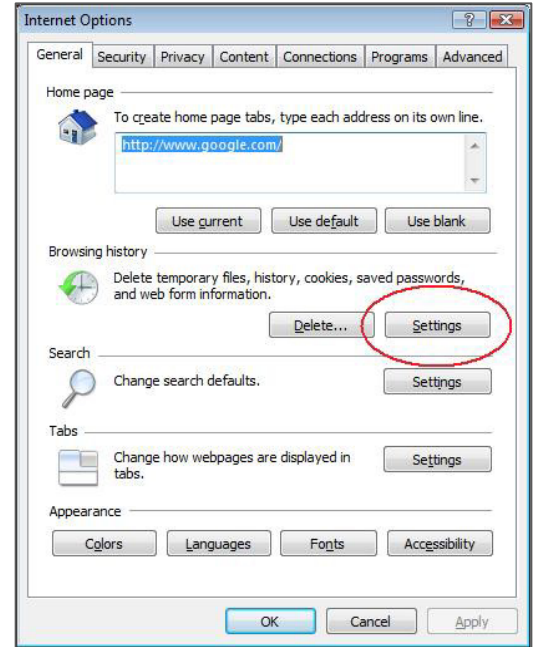 Internet Options
General Security Privacy Content Connections Programs Advanced
Home page
To create home page tabs, type each address on its own line.
http://www.google.com/
Use current Use default Use blank
Browsing history
Delete temporary files, history, cookies, saved passwords,
and web form information.
Delete... Settings
Search
Change search defaults. Settings
Tabs
Change how webpages are displayed in Settings
tabs.
Appearance
Colors Languages Fonts Accessibility
OK Cancel Apply